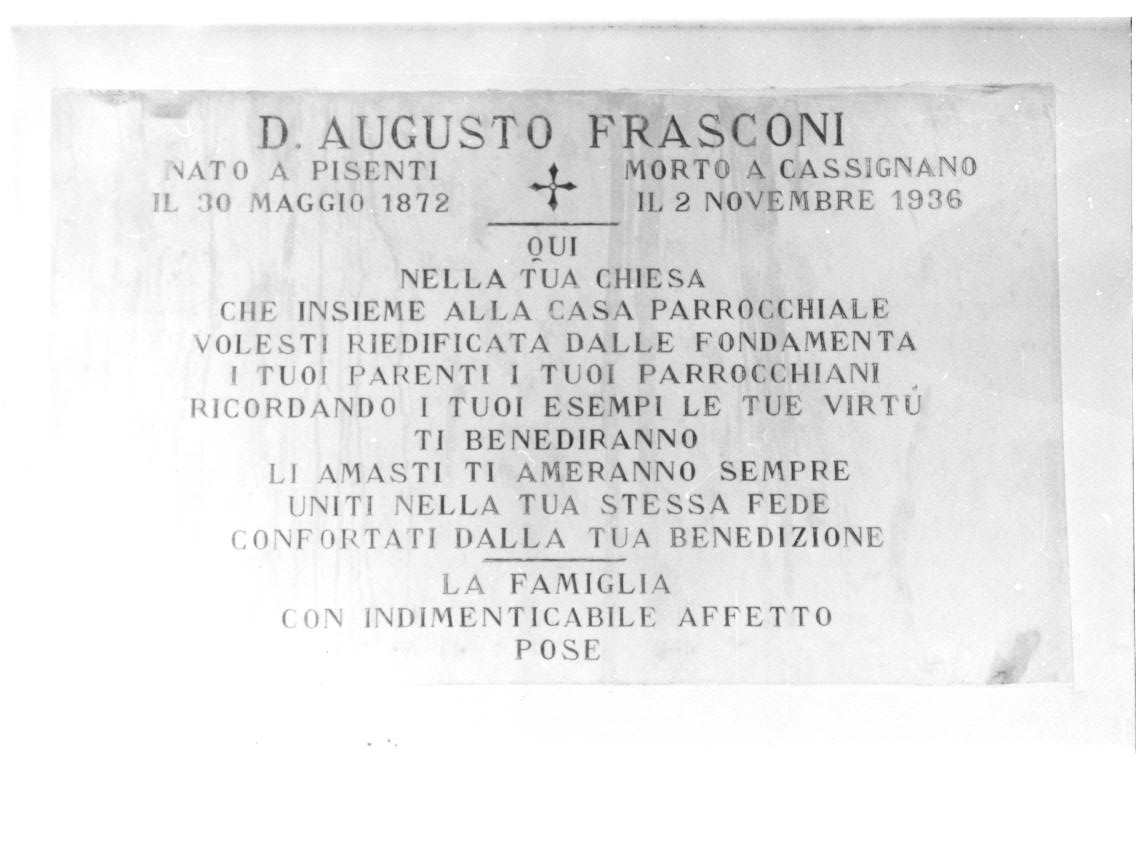 D. AUGUSTO FRASCONI
NATO A PISENTI
IL 30 MAGGIO 1872
MORTO A CASSIGNANO
IL 2 NOVEMBRE 1936
QUI
NELLA TUA CHIESA
CHE INSIEME ALLA CASA PARROCCHIALE
VOLESTI RIEDIFICATA DALLE FONDAMENTA
I TUOI PARENTI I TUOI PARROCCHIANI
RICORDANDO I TUOI ESEMPI LE TUE VIRTÚ
TI BENEDIRANNO
LI AMASTI TI AMERANNO SEMPRE
UNITI NELLA TUA STESSA FEDE
CONFORTATI DALLA TUA BENEDIZIONE
LA FAMIGLIA
CON INDIMENTICABILE AFFETTO
POSE